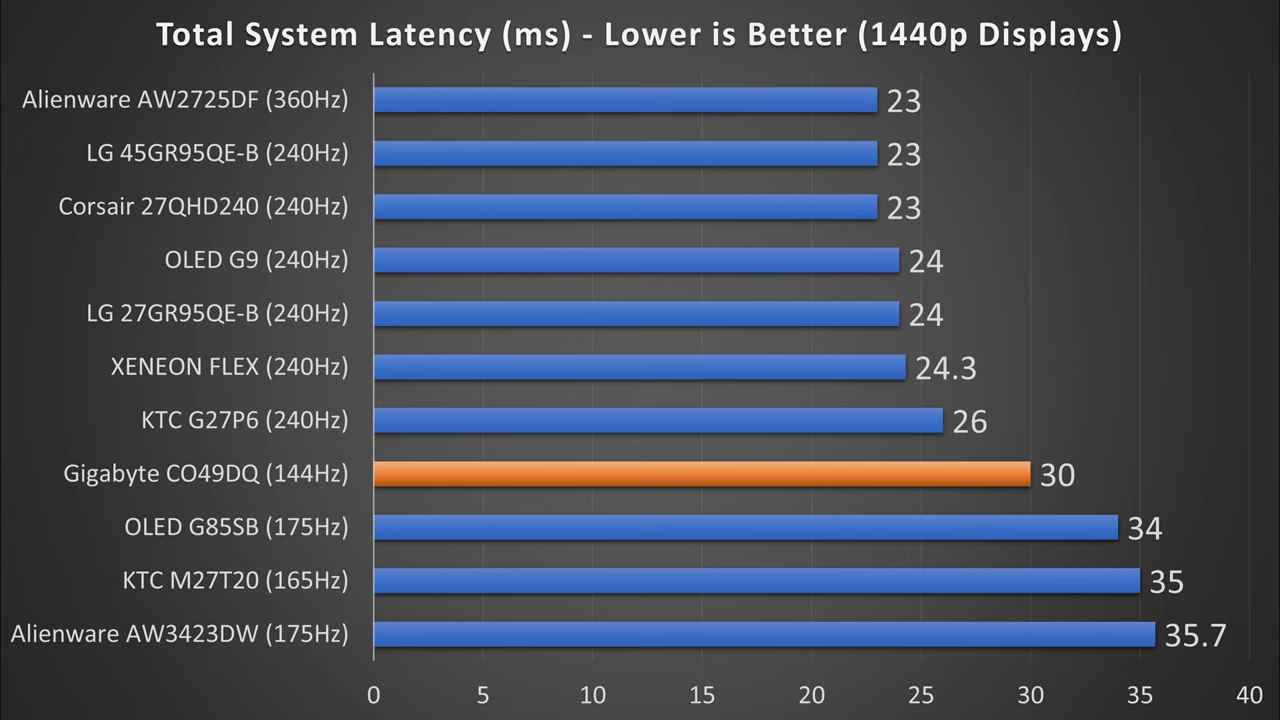 Total System Latency (ms) - Lower is Better (1440p Displays)
Alienware AW2725DF (360Hz) 23
LG 45GR95QE-B (240Hz) 23
Corsair 27QHD240 (240Hz) 23
OLED G9 (240Hz) 24
LG 27GR95QE-B (240Hz) 24
XENEON FLEX (240Hz) 24.3
KTC G27P6 (240Hz) 26
Gigabyte CO49DQ (144Hz) 30
OLED G85SB (175Hz) 34
KTC M27T20 (165Hz) 35
Alienware AW3423DW (175Hz) 35.7
0 5 10 15 20 25 30 35 40